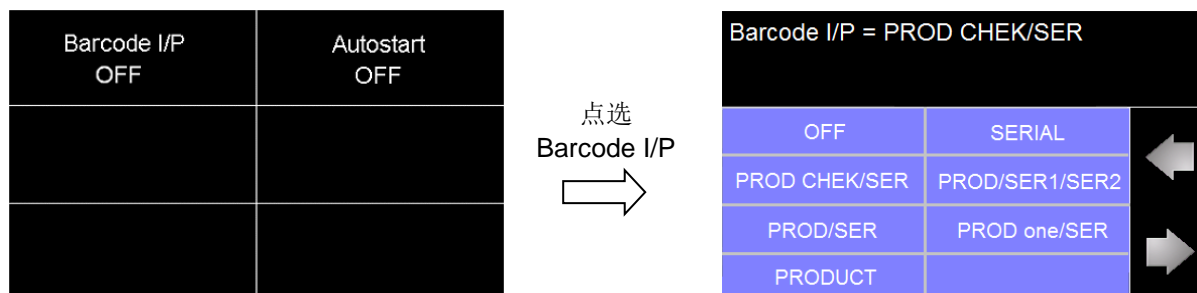 Barcode I/P
OFF
Autostart
OFF
点选
Barcode I/P
Barcode I/P = PROD CHEK/SER
OFF
SERIAL
PROD CHEK/SER
PROD/SER1/SER2
PROD/SER
PROD one/SER
PRODUCT